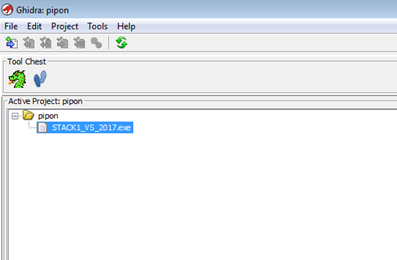 Ghidra: pipon
File Edit Project Tools Help
Tool Chest
Active Project: pipon
pipon
STACK1_VS_2017.exe